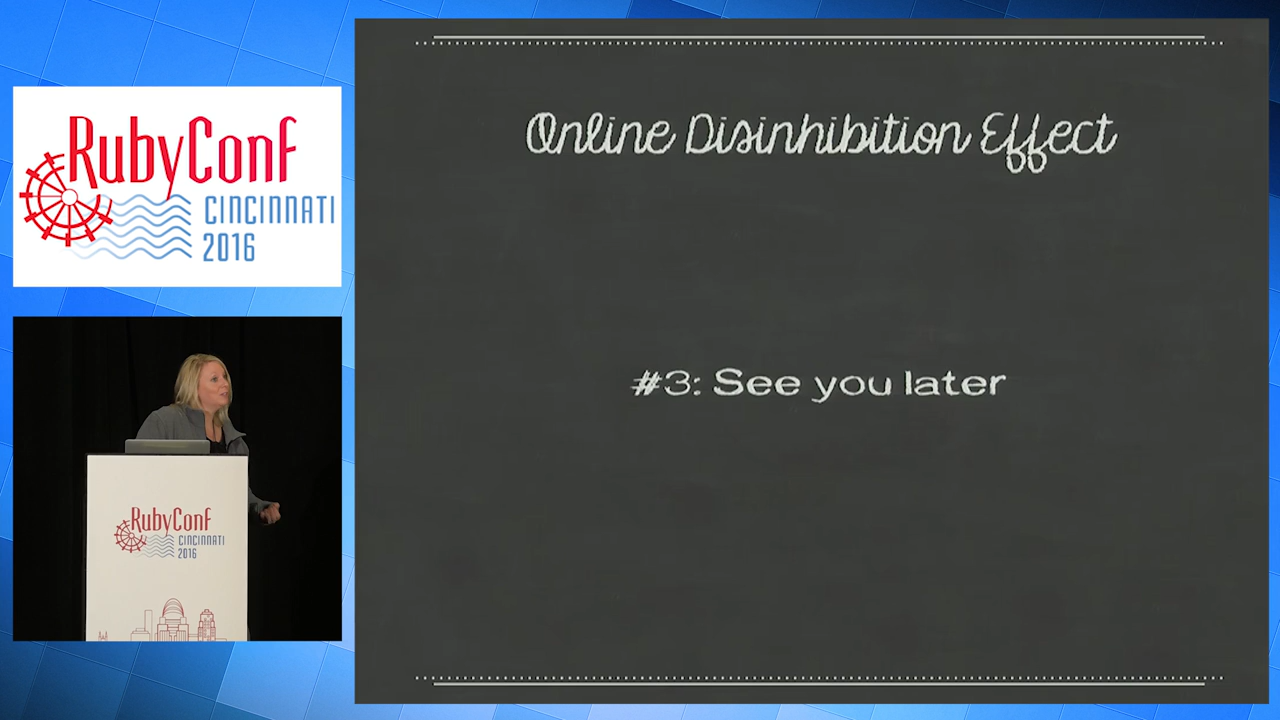 RubyConf
CINCINNATI
2016
Online Disinhibition Effect
#3: See you later
RubyConf
CINCINNATI
2016